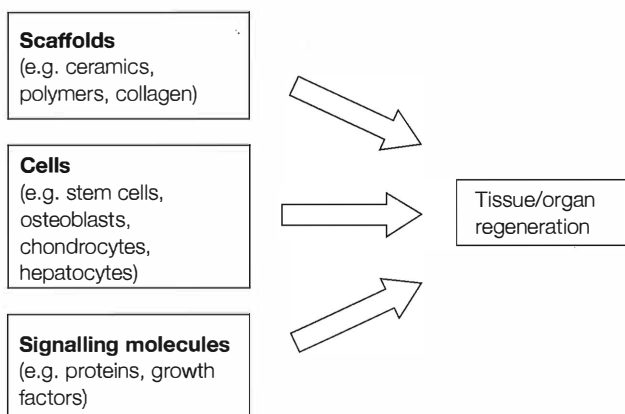 Scaffolds
(e.g. ceramics,
polymers, collagen)
Cells
(e.g. stem cells,
osteoblasts,
chondrocytes,
hepatocytes)
Tissue/organ
regeneration
Signalling molecules
(e.g. proteins, growth
factors)